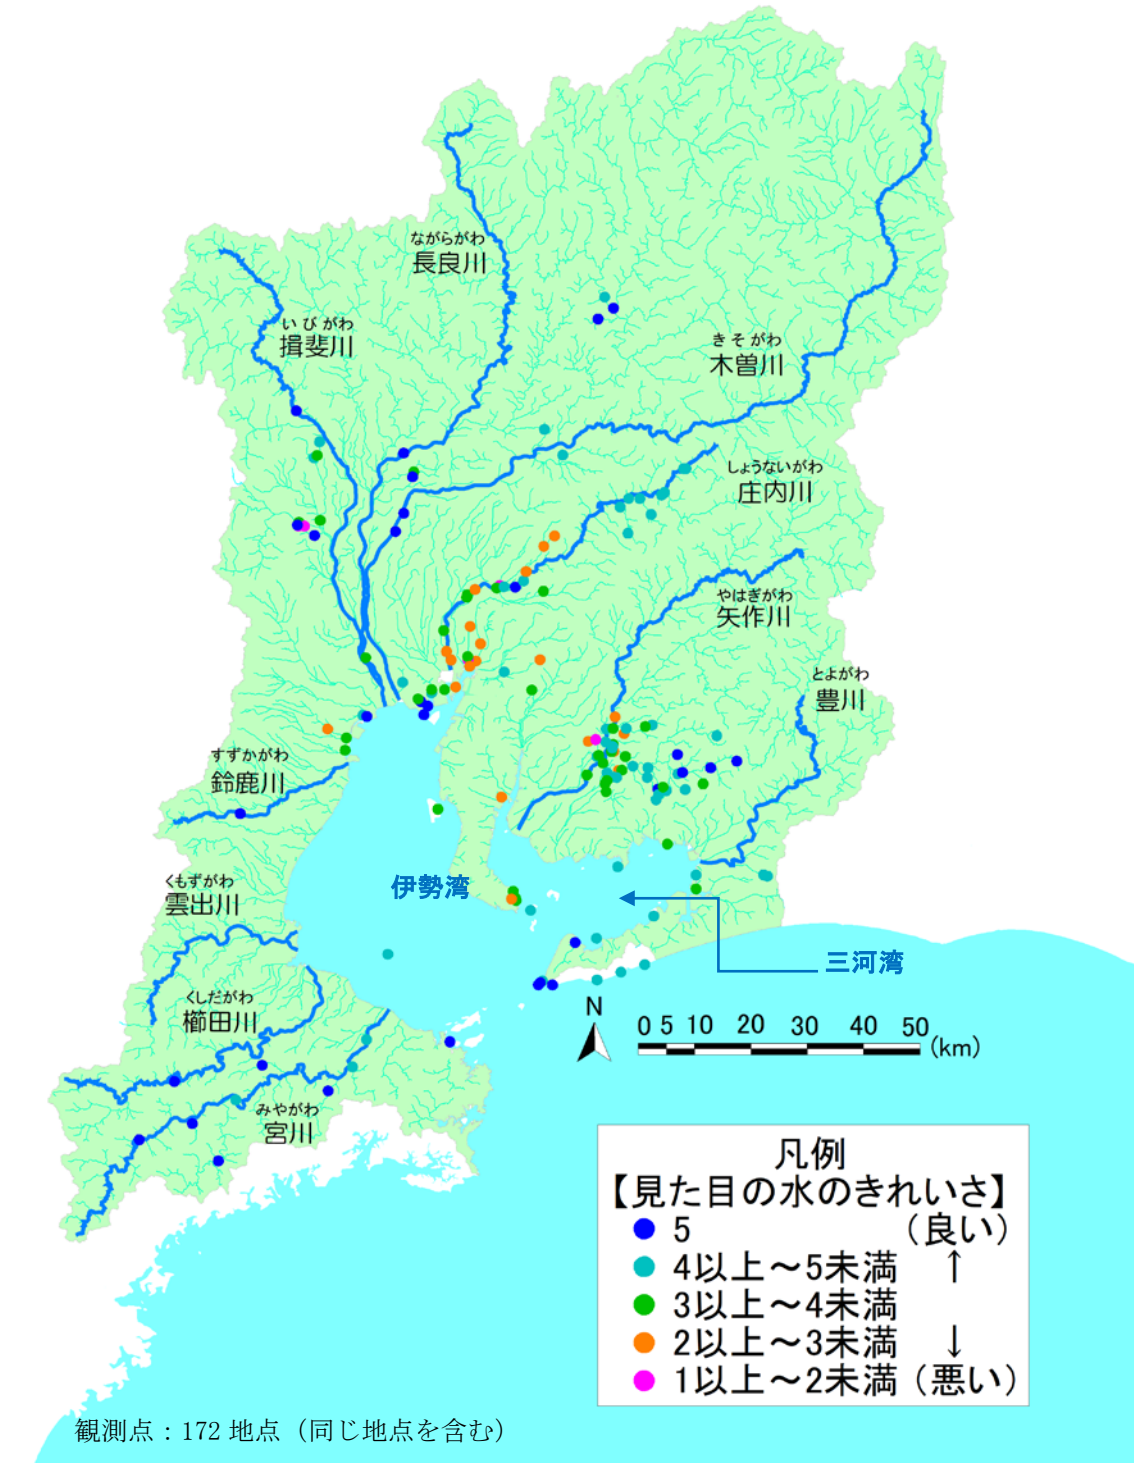 ながらがわ
長良川
いびがわ
揖斐川
きそがわ
木曽川
しょうないがわ
庄内川
やはぎがわ
矢作川
とよがわ
豊川
すずかがわ
鈴鹿川
くもずがわ
雲出川
伊勢湾
三河湾
くしだがわ
櫛田川
みやがわ
宮川
N
0 5 10 20 30 40 50
(km)
凡例
【見た目の水のきれいさ】
5 （良い）
4以上～5未満 ↑
3以上～4未満
2以上～3未満 ↓
1以上～2未満（悪い）
観測点：172 地点（同じ地点を含む）